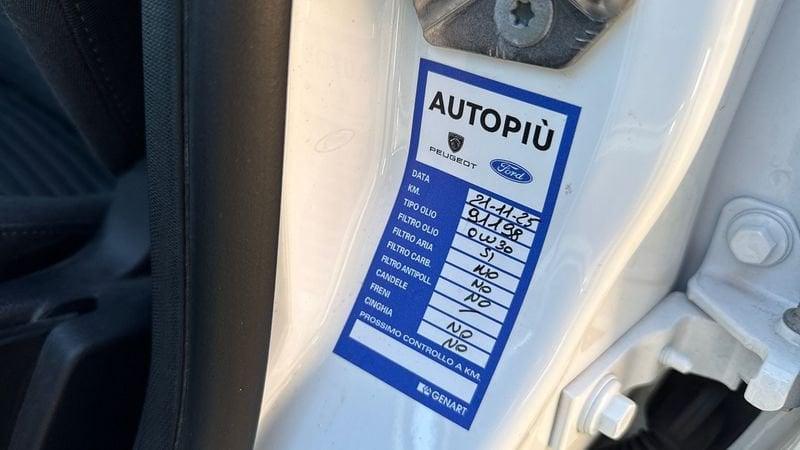 AUTOPIÙ
PEUGEOT Ford
DATA 21-11-25
KM. 91198
TIPO OLIO 0W30
FILTRO OLIO SI
FILTRO ARIA NO
FILTRO CARB. NO
FILTRO ANTIPOLL. NO
CANDELE /
FRENI NO
CINGHIA NO
PROSSIMO CONTROLLO A KM.
GENART